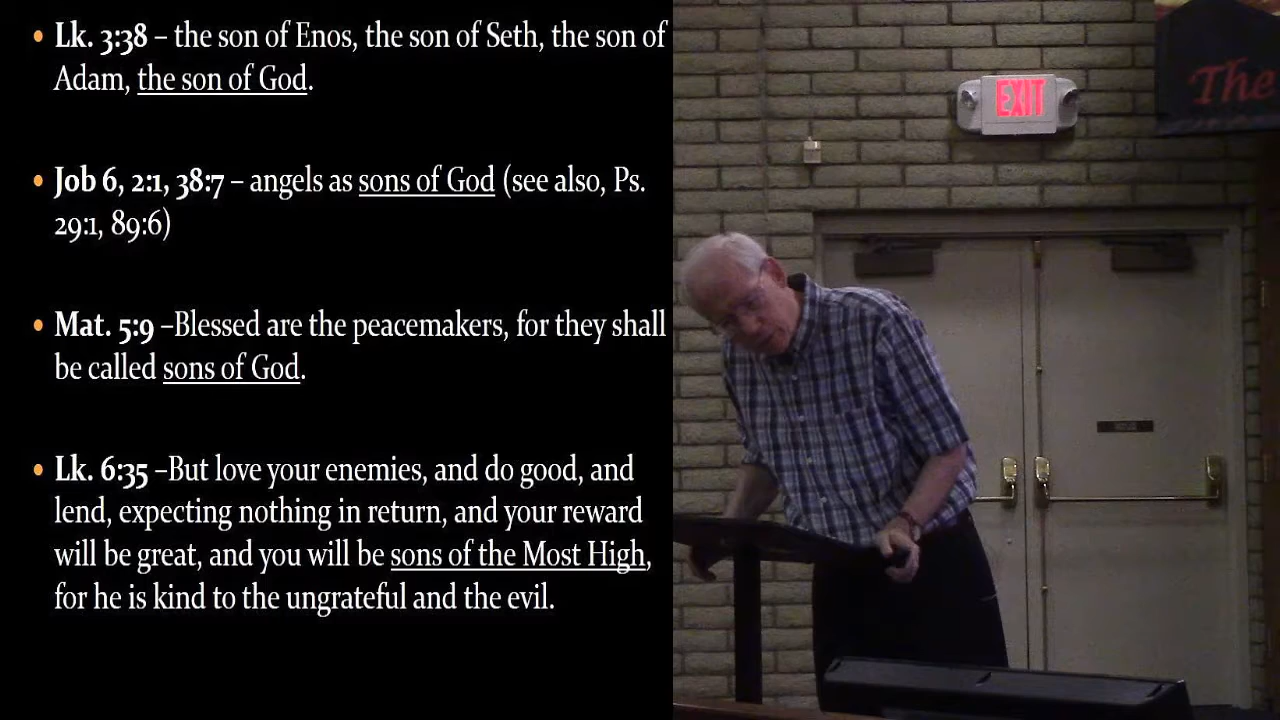 • Lk. 3:38 – the son of Enos, the son of Seth, the son of
Adam, the son of God.
• Job 6, 2:1, 38:7 – angels as sons of God (see also, Ps.
29:1, 89:6)
• Mat. 5:9 –Blessed are the peacemakers, for they shall
be called sons of God.
• Lk. 6:35 –But love your enemies, and do good, and
lend, expecting nothing in return, and your reward
will be great, and you will be sons of the Most High,
for he is kind to the ungrateful and the evil.
EXIT
The